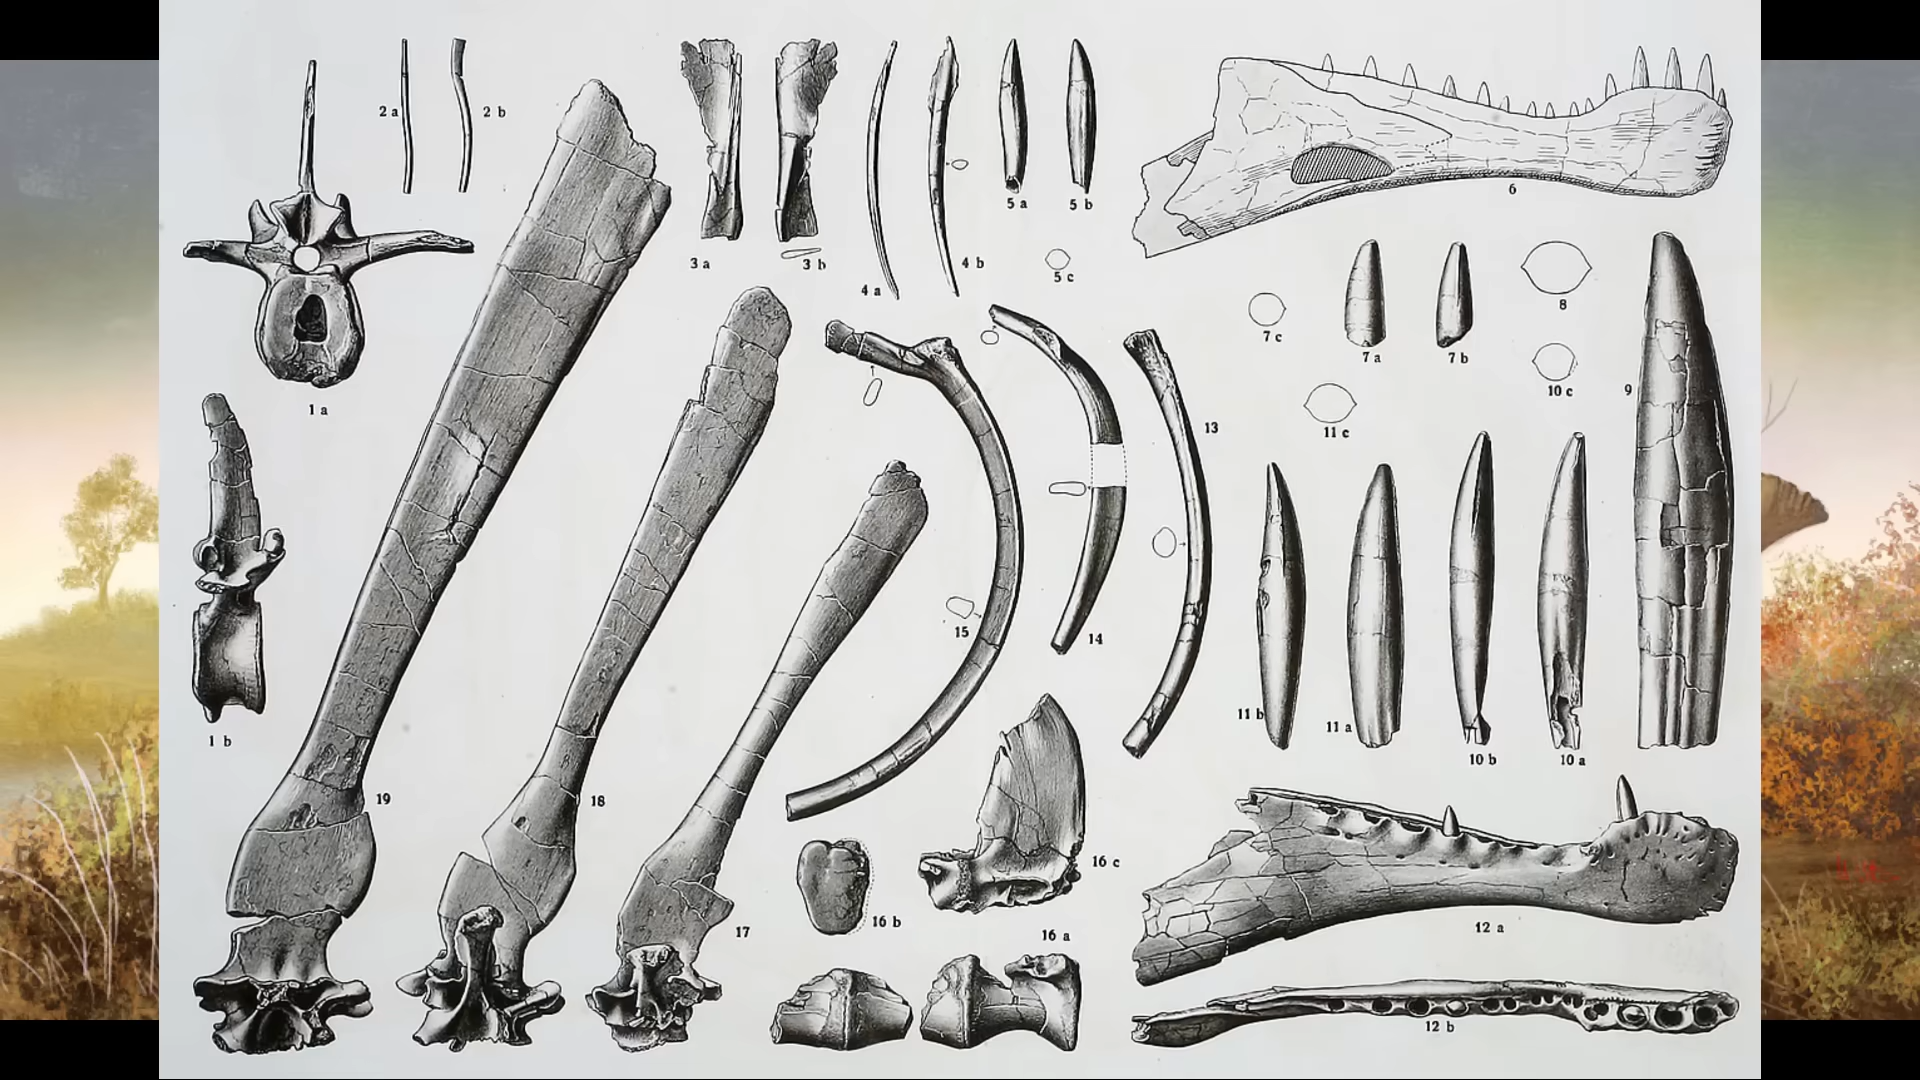 2 a
2 b
5 a
5 b
6
3 a
3 b
4 a
4 b
5 c
8
7 c
7 a
7 b
10 c
9
1 a
11 c
13
15
14
11 b
11 a
1 b
10 b
10 a
19
18
16 c
16 b
17
16 a
12 a
12 b